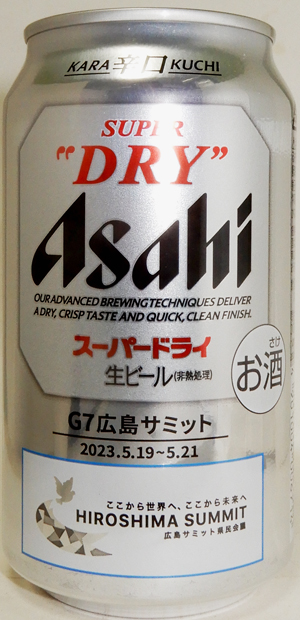 KARA 辛口 KUCHI
SUPER
"DRY"
Asahi
OUR ADVANCED BREWING TECHNIQUES DELIVER
A DRY, CRISP TASTE AND QUICK, CLEAN FINISH.
スーパードライ
生ビール(非熱処理)
さけ
お酒
G7広島サミット
2023.5.19~5.21
ここから世界へ、ここから未来へ
HIROSHIMA SUMMIT
広島サミット県民会議